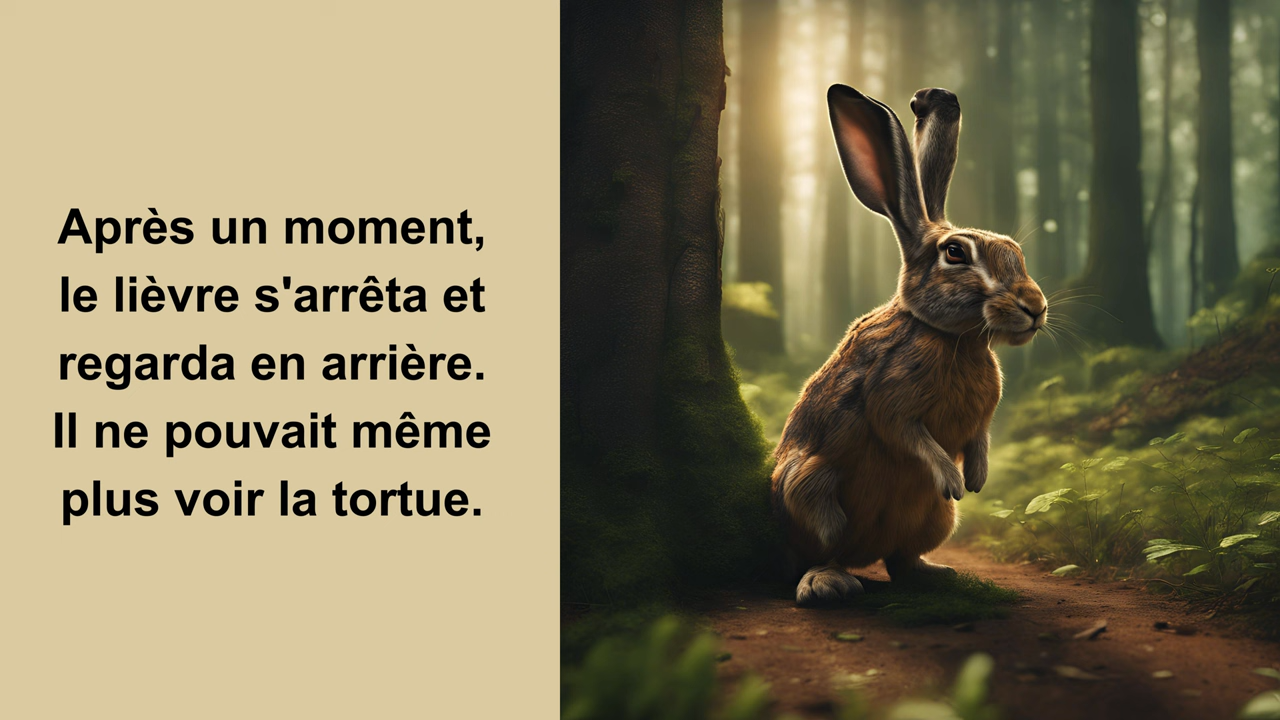 Après un moment,
le lièvre s'arrêta et
regarda en arrière.
Il ne pouvait même
plus voir la tortue.